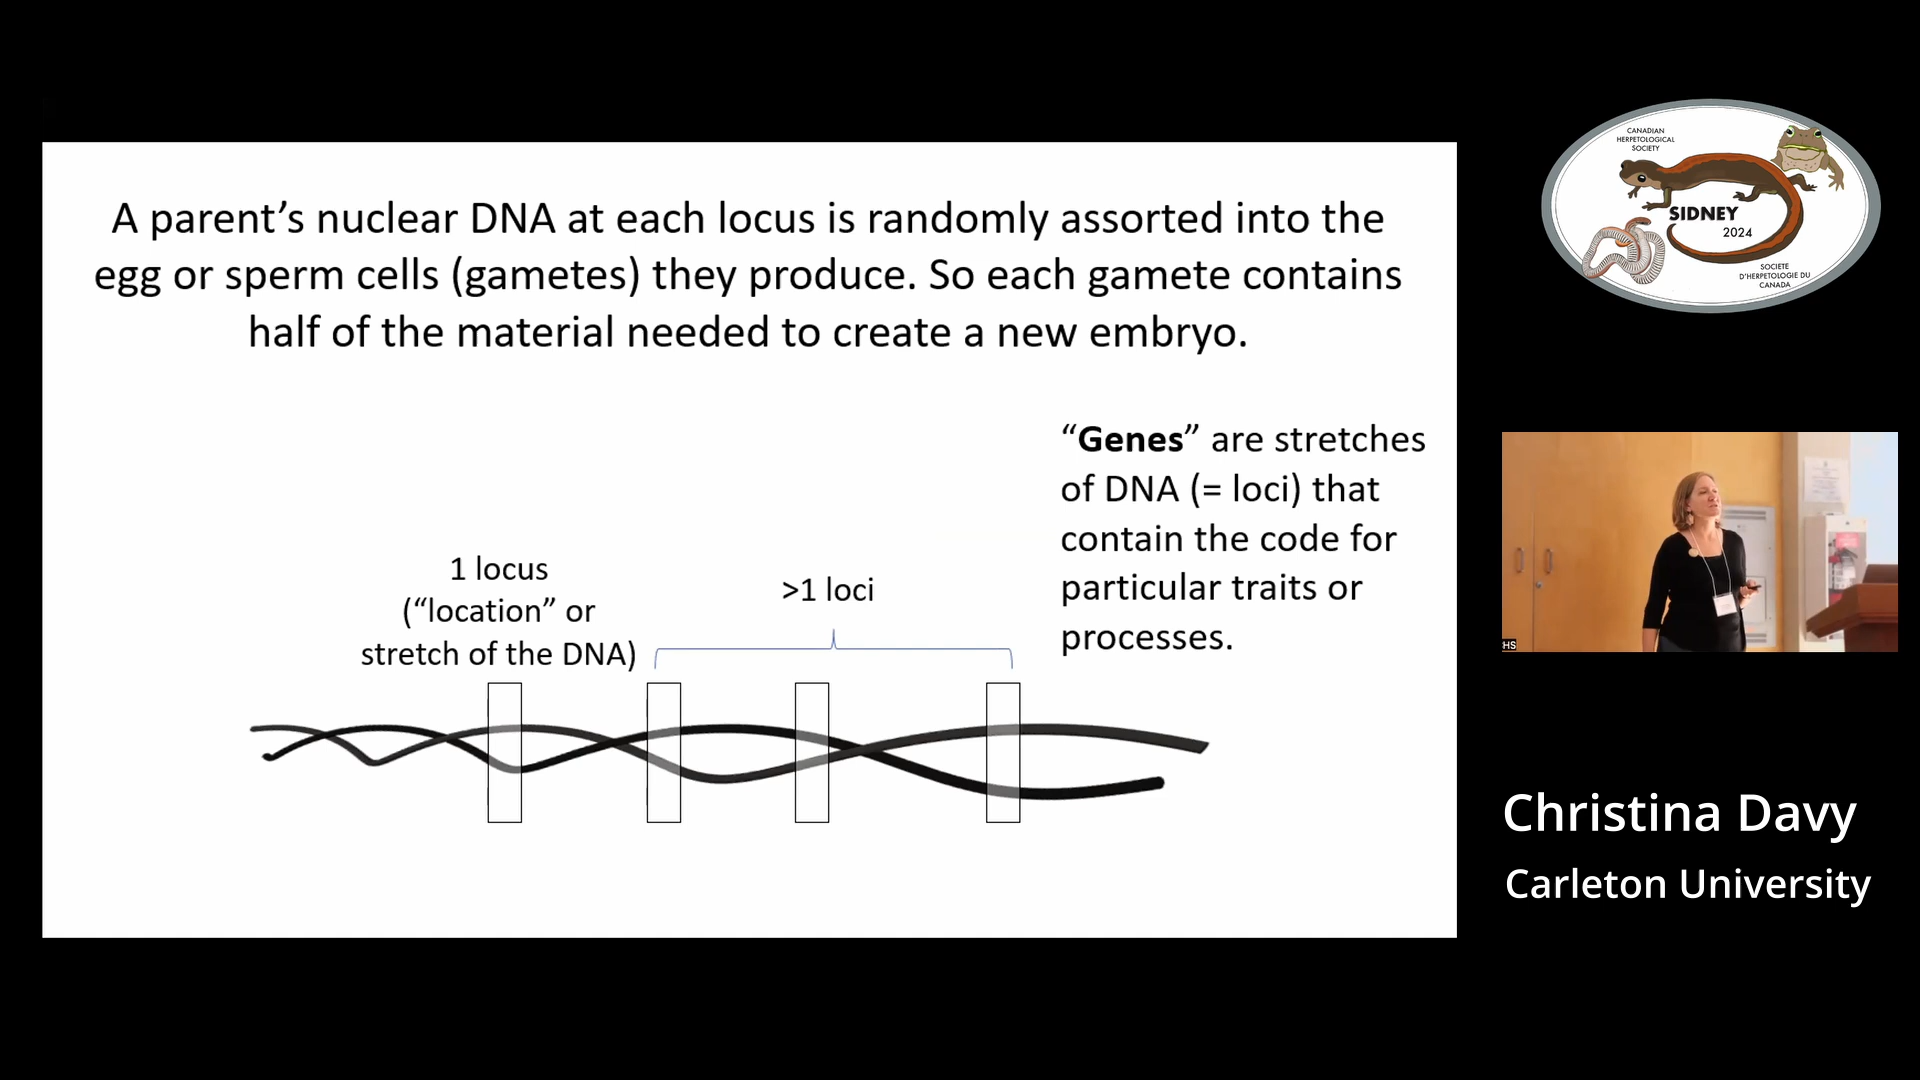 A parent’s nuclear DNA at each locus is randomly assorted into the
egg or sperm cells (gametes) they produce. So each gamete contains
half of the material needed to create a new embryo.
“Genes” are stretches
of DNA (= loci) that
contain the code for
particular traits or
processes.
1 locus
(“location” or
stretch of the DNA)
>1 loci
CANADIAN
HERPETOLOGICAL
SOCIETY
SIDNEY
2024
SOCIETE
D'HERPETOLOGIE DU
CANADA
CHS
Christina Davy
Carleton University